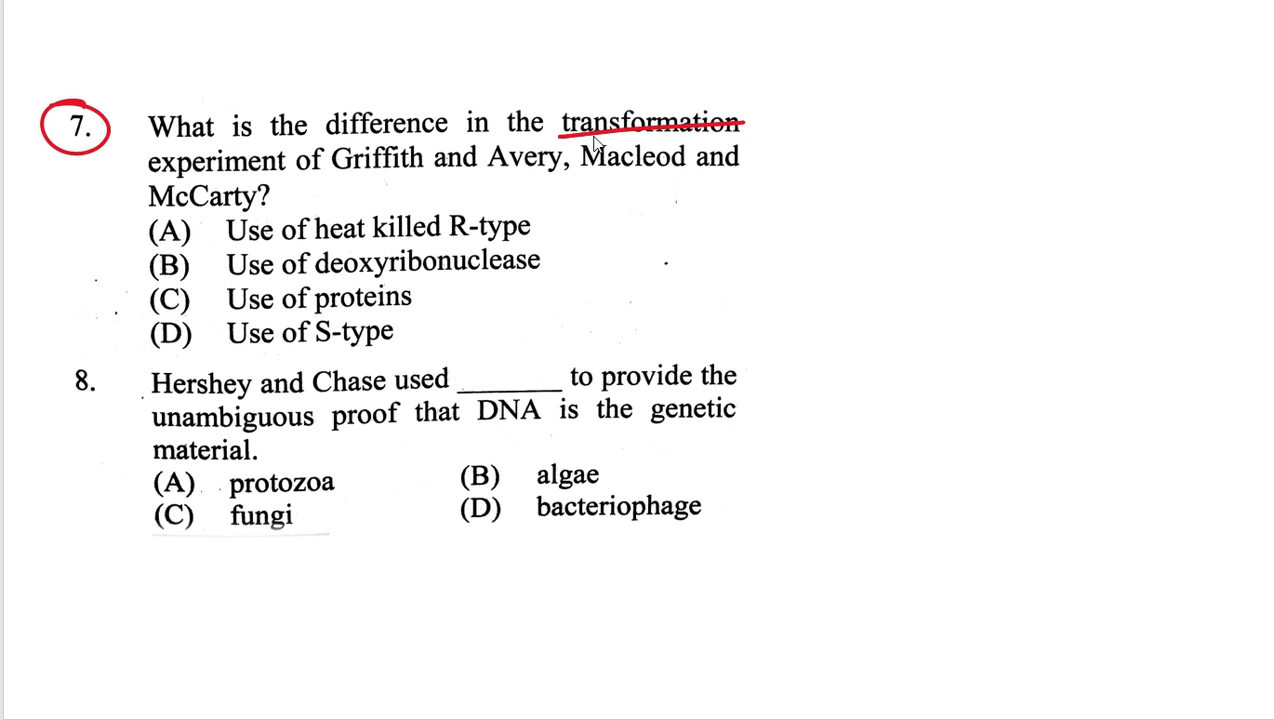 7. What is the difference in the transformation
experiment of Griffith and Avery, Macleod and
McCarty?
(A) Use of heat killed R-type
(B) Use of deoxyribonuclease
(C) Use of proteins
(D) Use of S-type
8. Hershey and Chase used _______ to provide the
unambiguous proof that DNA is the genetic
material.
(A) protozoa (B) algae
(C) fungi (D) bacteriophage